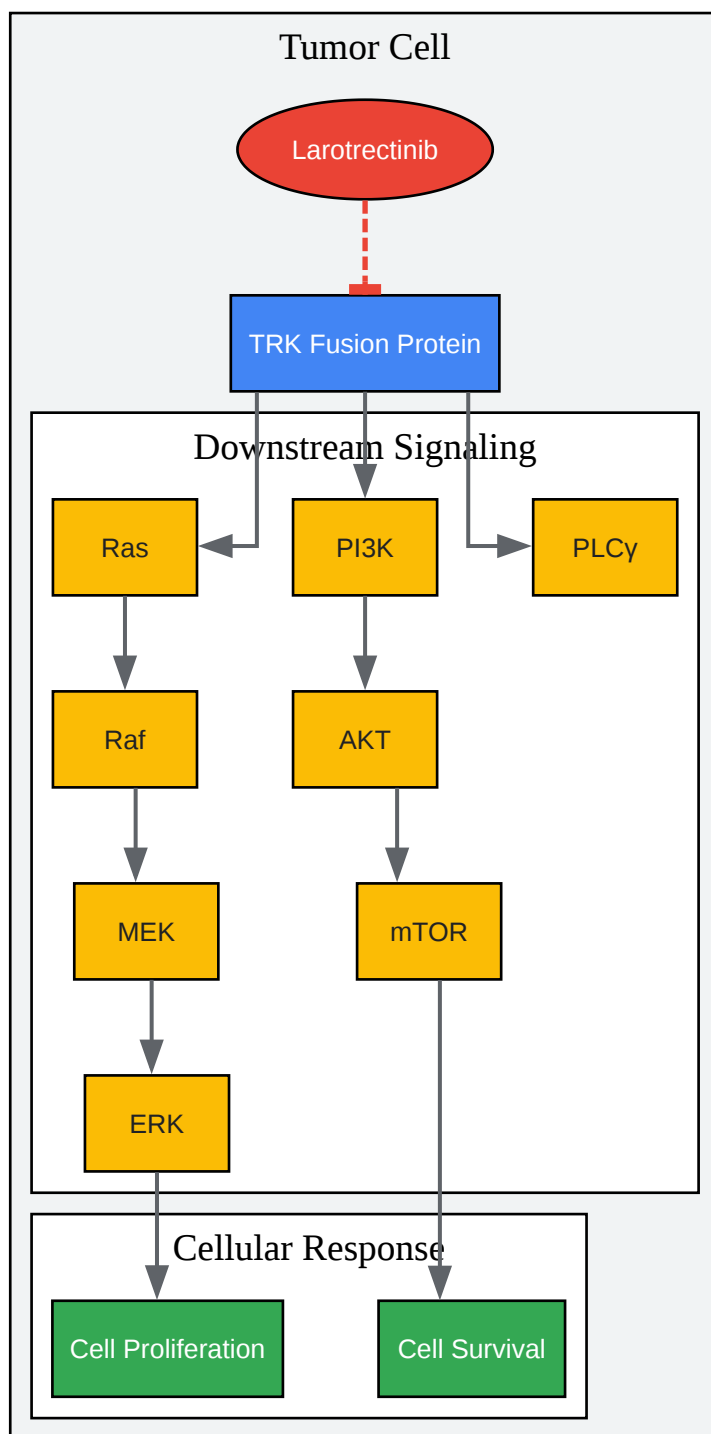 Tumor Cell
Larotrectinib
TRK Fusion Protein
Downstream Signaling
Ras
PI3K
PLCγ
Raf
AKT
MEK
mTOR
ERK
Cellular Response
Cell Proliferation
Cell Survival